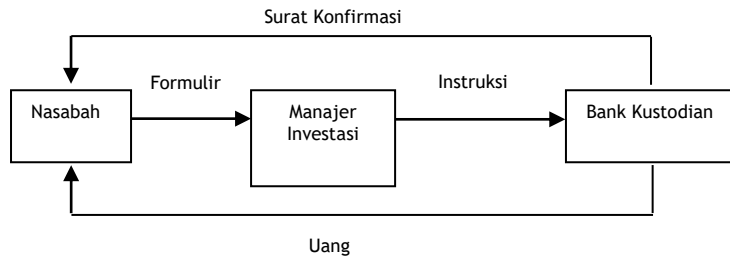 Surat Konfirmasi
Formulir
Instruksi
Nasabah
Manajer
Investasi
Bank Kustodian
Uang